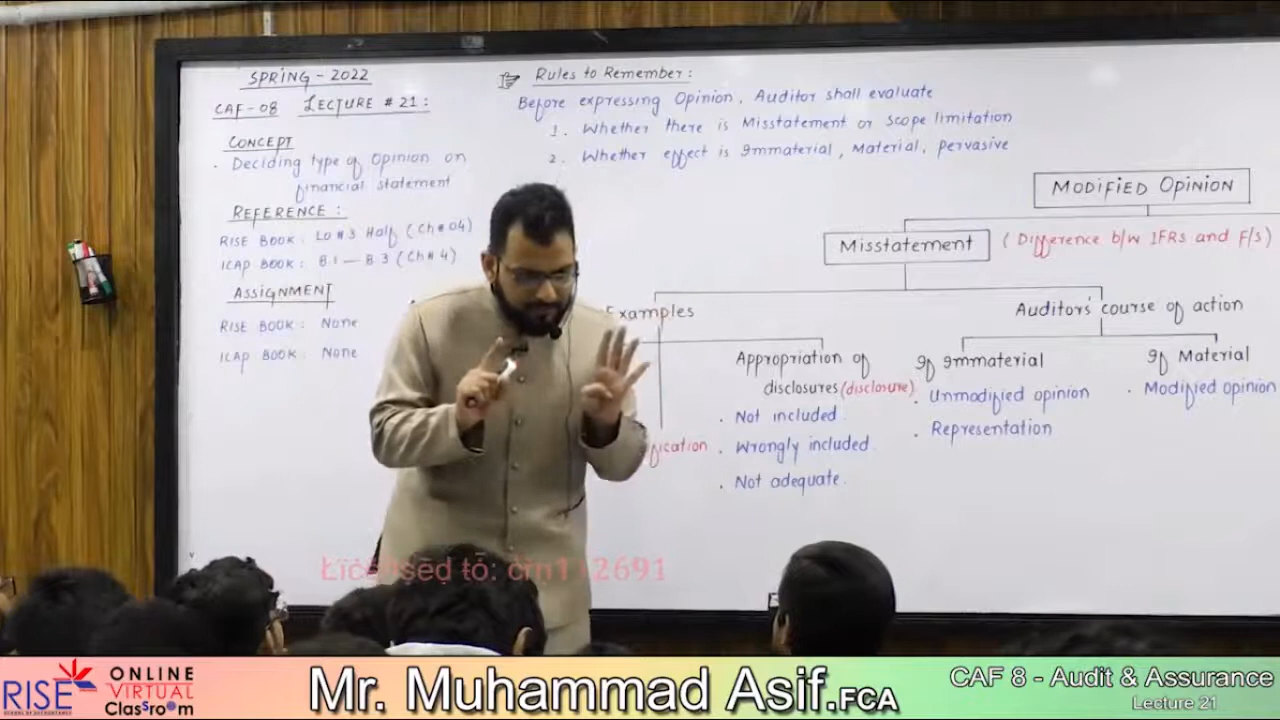 SPRING - 2022
CAF-08 LECTURE # 21:
CONCEPT
. Deciding type of Opinion on
financial statement
REFERENCE :
RISE BOOK: LO # 3 Half (Ch # 04)
ICAP BOOK: B.1 — B.3 (Ch # 4)
ASSIGNMENT
RISE BOOK: None
ICAP BOOK: None
Rules to Remember:
Before expressing Opinion, Auditor shall evaluate
1. Whether there is Misstatement or scope limitation
2. Whether effect is Immaterial, Material, pervasive
MODIFIED OPINION
Misstatement (Difference b/w IFRs and F/s)
Examples
Auditor's course of action
Appropriation of
disclosures (disclosure)
. Not included.
. Wrongly included.
. Not adequate.
If Immaterial
. Unmodified opinion
. Representation
If Material
. Modified opinion
Licensed to: crn112691
RISE
ONLINE
VIRTUAL
Classroom
Mr. Muhammad Asif.FCA
CAF 8 - Audit & Assurance
Lecture 21